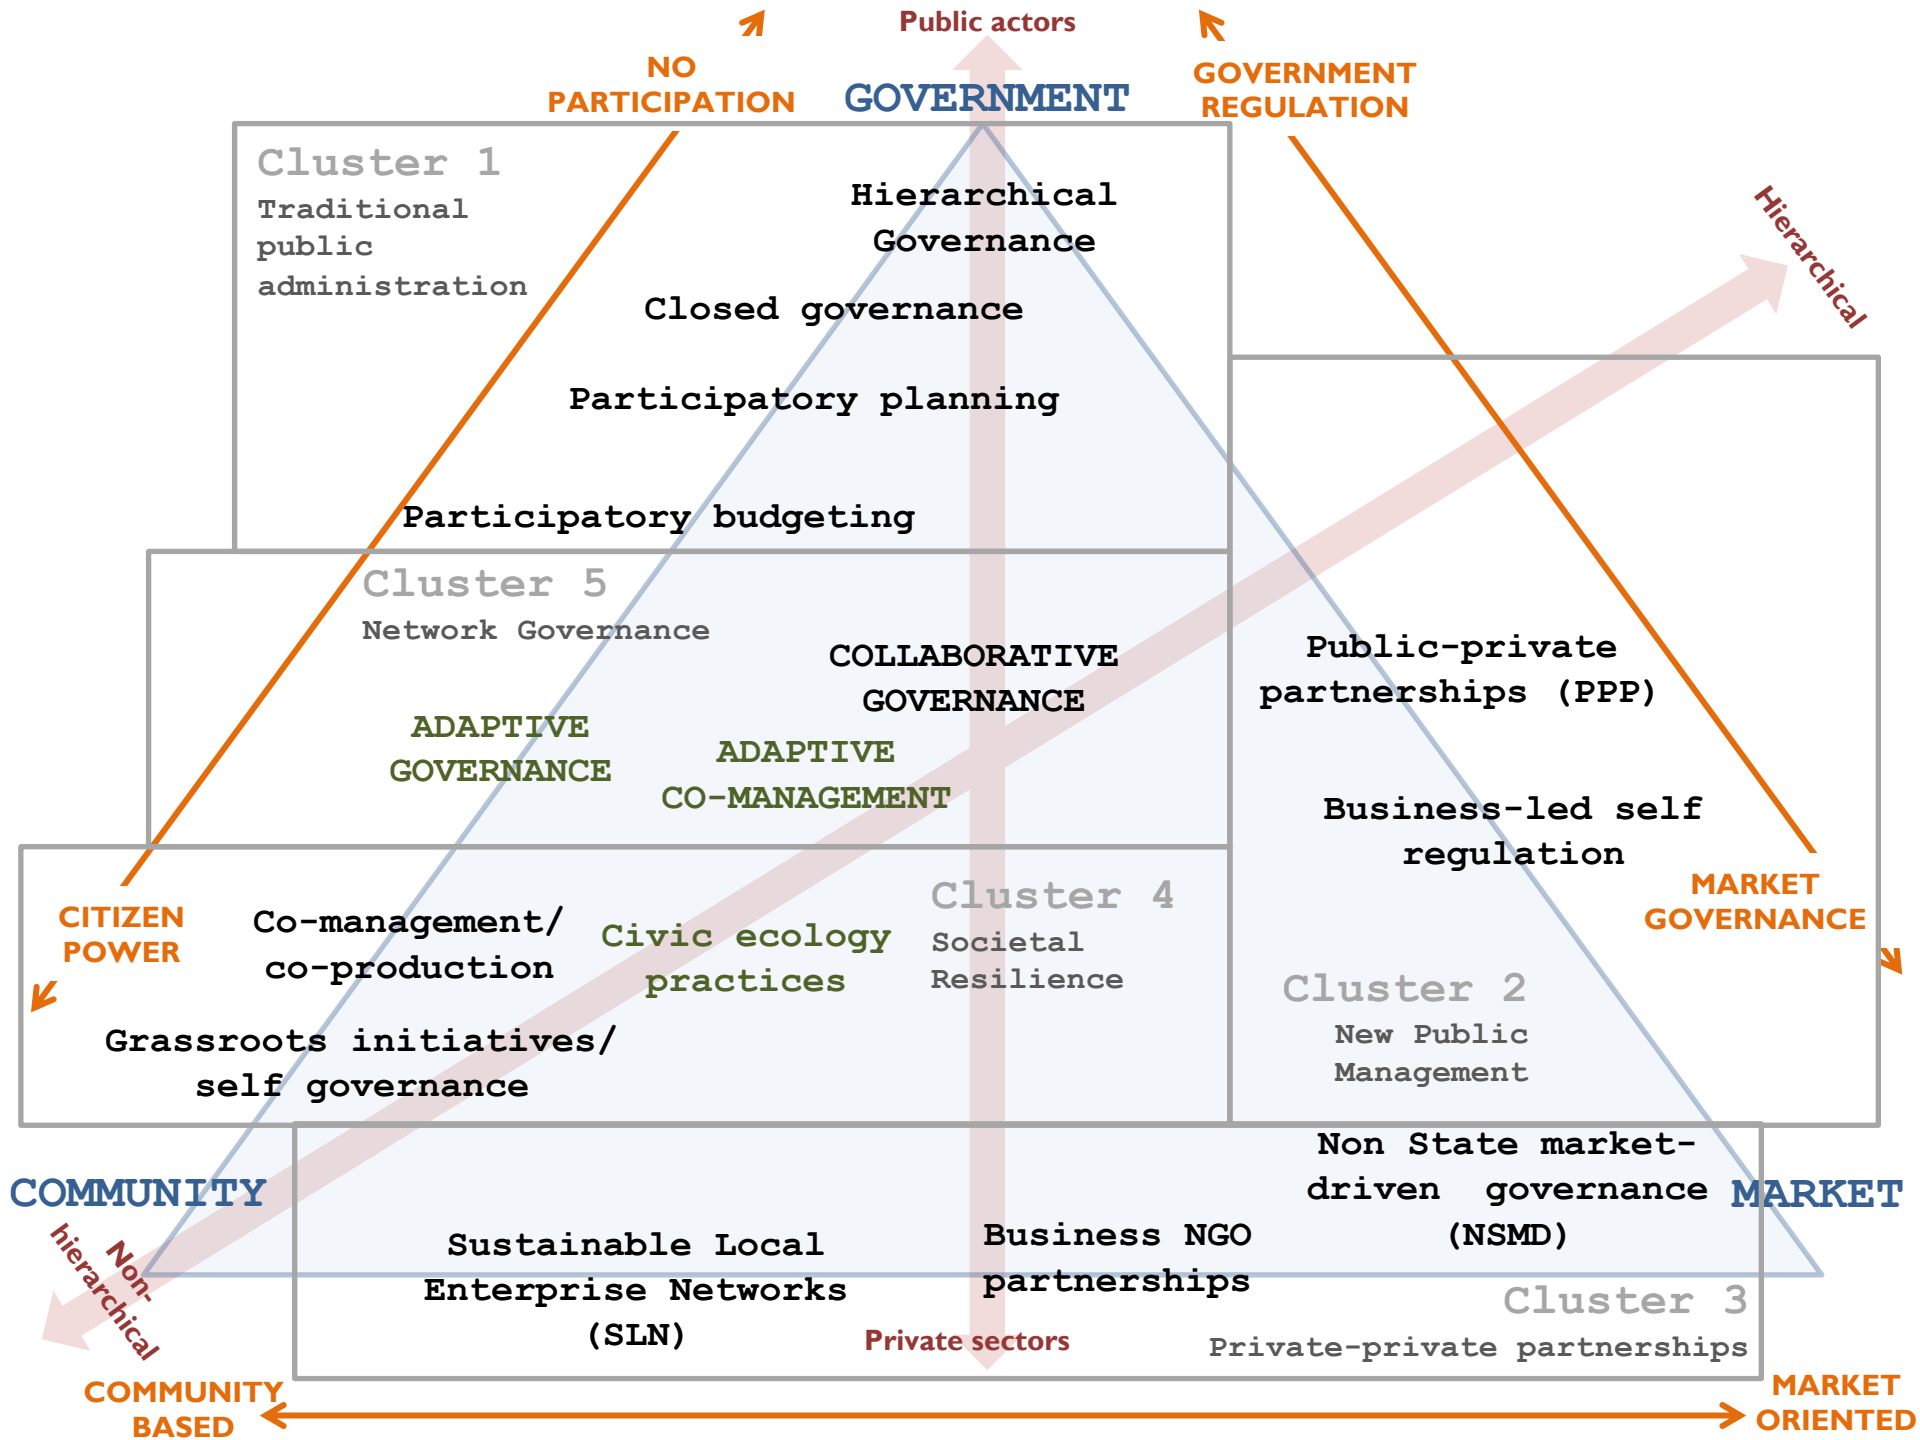 Public actors
NO
PARTICIPATION
GOVERNMENT
GOVERNMENT
REGULATION
Cluster 1
Traditional
public
administration
Hierarchical
Governance
Hierarchical
Closed governance
Participatory planning
Participatory budgeting
Cluster 5
Network Governance
COLLABORATIVE
GOVERNANCE
Public-private
partnerships (PPP)
ADAPTIVE
GOVERNANCE
ADAPTIVE
CO-MANAGEMENT
Business-led self
regulation
MARKET
GOVERNANCE
CITIZEN
POWER
Co-management/
co-production
Civic ecology
practices
Cluster 4
Societal
Resilience
Cluster 2
New Public
Management
Grassroots initiatives/
self governance
Non State market-
driven  governance
(NSMD)
COMMUNITY
MARKET
Non-
hierarchical
Sustainable Local
Enterprise Networks
(SLN)
Business NGO
partnerships
Cluster 3
Private-private partnerships
Private sectors
COMMUNITY
BASED
MARKET
ORIENTED